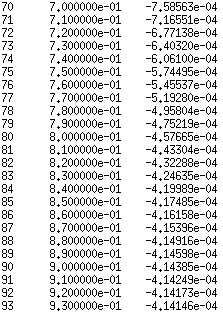 70 7.000000e-01 -7.58563e-04
71 7.100000e-01 -7.16551e-04
72 7.200000e-01 -6.77138e-04
73 7.300000e-01 -6.40320e-04
74 7.400000e-01 -6.06100e-04
75 7.500000e-01 -5.74495e-04
76 7.600000e-01 -5.45537e-04
77 7.700000e-01 -5.19280e-04
78 7.800000e-01 -4.95804e-04
79 7.900000e-01 -4.75219e-04
80 8.000000e-01 -4.57665e-04
81 8.100000e-01 -4.43304e-04
82 8.200000e-01 -4.32288e-04
83 8.300000e-01 -4.24635e-04
84 8.400000e-01 -4.19989e-04
85 8.500000e-01 -4.17485e-04
86 8.600000e-01 -4.16158e-04
87 8.700000e-01 -4.15396e-04
88 8.800000e-01 -4.14916e-04
89 8.900000e-01 -4.14598e-04
90 9.000000e-01 -4.14385e-04
91 9.100000e-01 -4.14249e-04
92 9.200000e-01 -4.14173e-04
93 9.300000e-01 -4.14146e-04